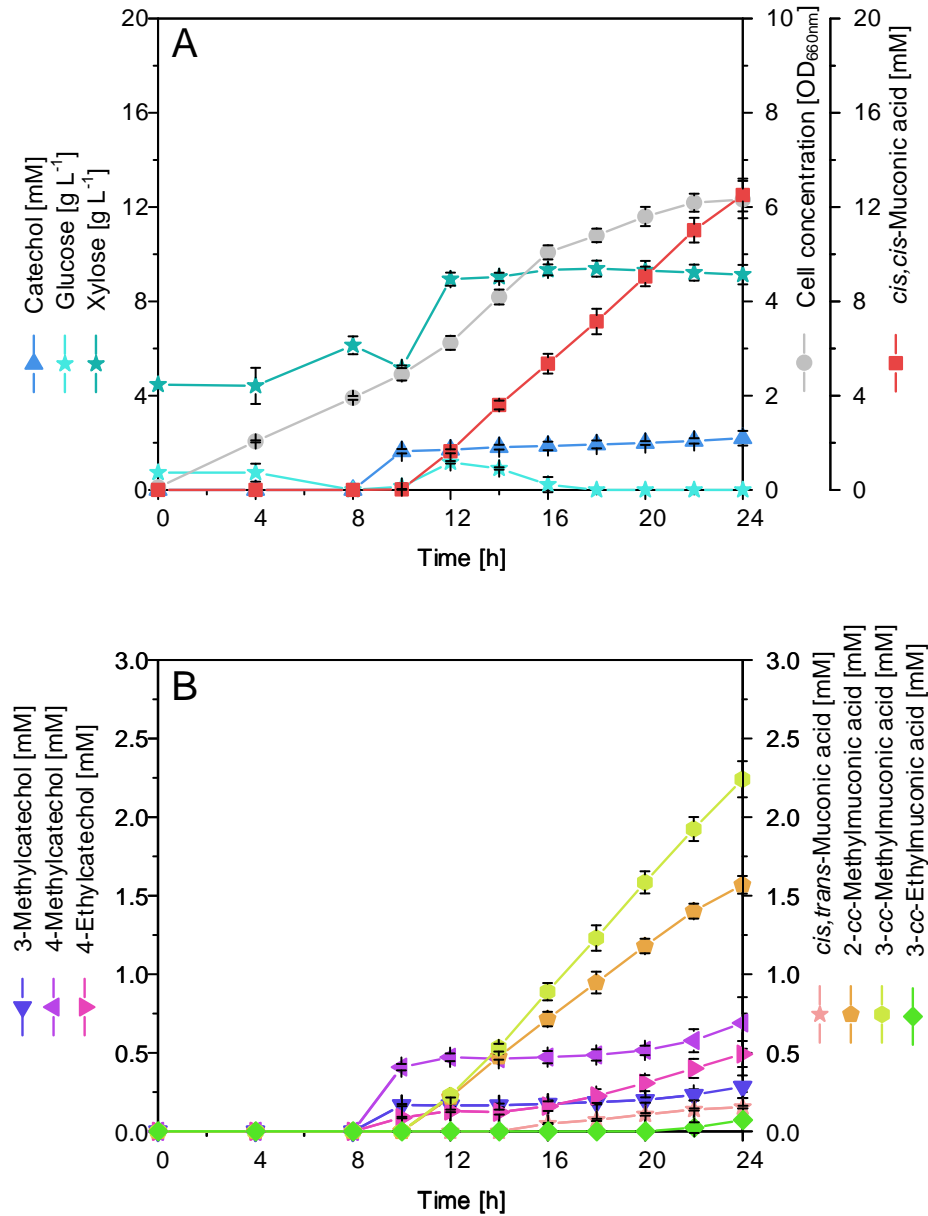 A
Catechol [mM]
Glucose [g L-1]
Xylose [g L-1]
20
16
12
8
4
0
10
8
6
4
2
0
Cell concentration [OD660nm]
20
16
12
8
4
0
cis,cis-Muconic acid [mM]
0 4 8 12 16 20 24
Time [h]
B
3-Methylcatechol [mM]
4-Methylcatechol [mM]
4-Ethylcatechol [mM]
3.0
2.5
2.0
1.5
1.0
0.5
0.0
3.0
2.5
2.0
1.5
1.0
0.5
0.0
cis,trans-Muconic acid [mM]
2-cc-Methylmuconic acid [mM]
3-cc-Methylmuconic acid [mM]
3-cc-Ethylmuconic acid [mM]
0 4 8 12 16 20 24
Time [h]